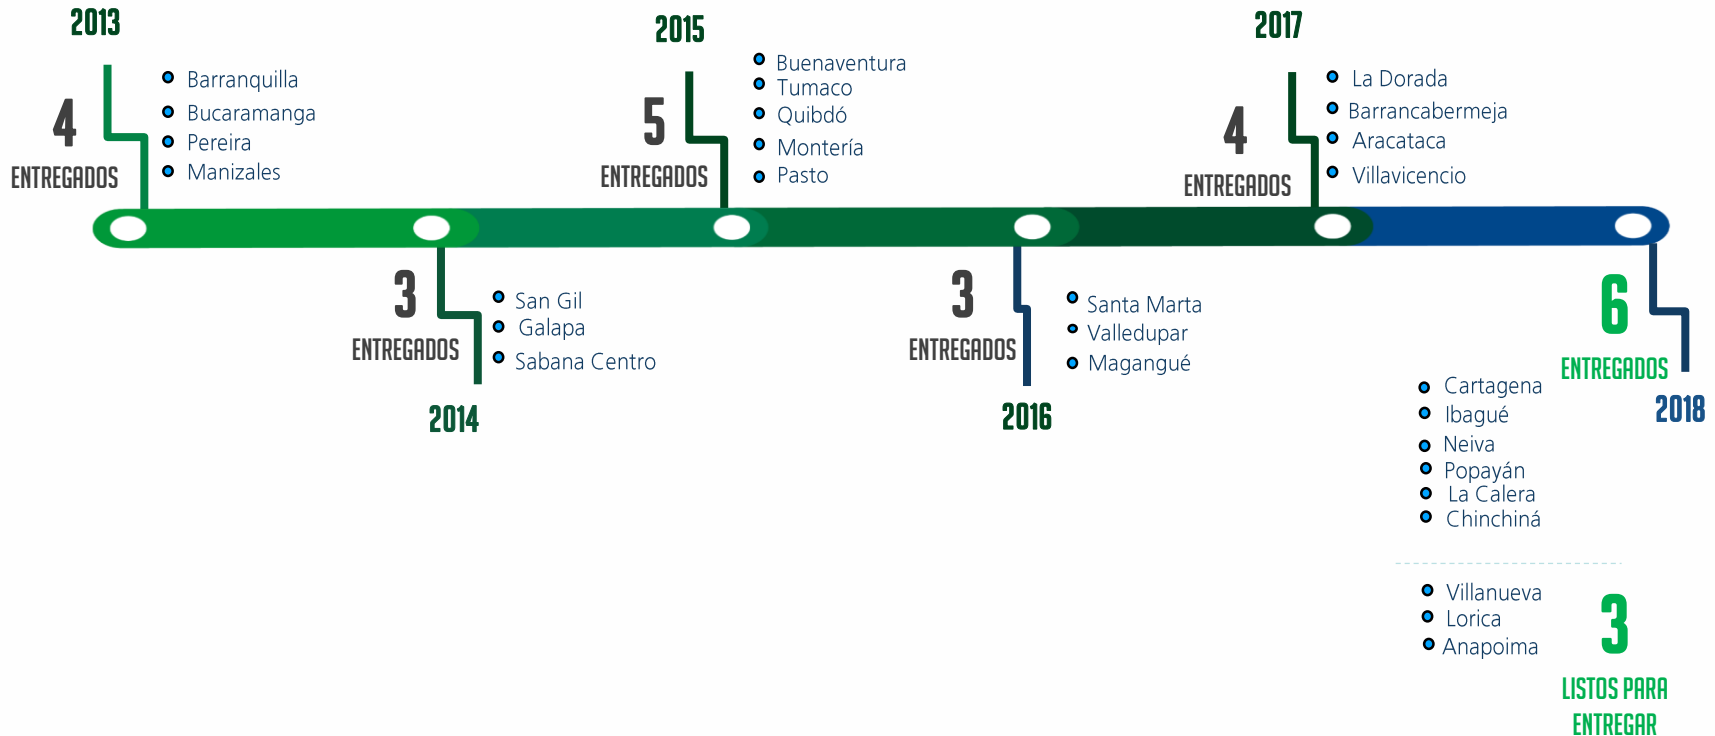 2013
4
ENTREGADOS
Barranquilla
Bucaramanga
Pereira
Manizales
2015
5
ENTREGADOS
Buenaventura
Tumaco
Quibdó
Montería
Pasto
2017
4
ENTREGADOS
La Dorada
Barrancabermeja
Aracataca
Villavicencio
3
ENTREGADOS
San Gil
Galapa
Sabana Centro
2014
3
ENTREGADOS
Santa Marta
Valledupar
Magangué
2016
6
ENTREGADOS
2018
Cartagena
Ibagué
Neiva
Popayán
La Calera
Chinchiná
Villanueva
Lorica
Anapoima
3
LISTOS PARA
ENTREGAR